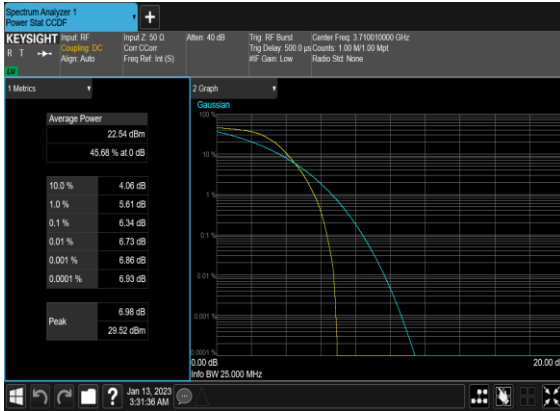 Spectrum Analyzer 1
Power Stat CCDF
+
KEYSIGHT Input: RF Input Z: 50 Ω Atten: 40 dB Trig: RF Burst Center Freq: 3.710010000 GHz
R T Coupling: DC Corr CCorr Trig Delay: 500.0 µs Counts: 1.00 M/1.00 Mpt
Align: Auto Freq Ref: Int (S) #IF Gain: Low Radio Std: None
LXI
1 Metrics
2 Graph
Average Power
22.54 dBm
45.68 % at 0 dB
10.0 % 4.06 dB
1.0 % 5.61 dB
0.1 % 6.34 dB
0.01 % 6.73 dB
0.001 % 6.86 dB
0.0001 % 6.93 dB
Peak 6.98 dB
29.52 dBm
Gaussian
100 %
10 %
1 %
0.1 %
0.01 %
0.001 %
0.0001 %
0.00 dB 20.00 d
Info BW 25.000 MHz
? Jan 13, 2023
3:31:36 AM